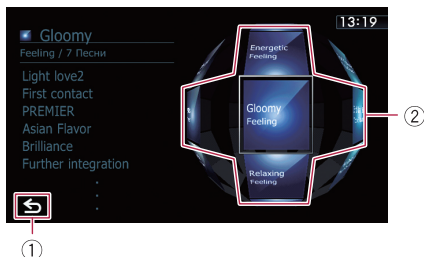 13:19
Gloomy
Feeling / 7 Песни
Light love2
First contact
PREMIER
Asian Flavor
Brilliance
Further integration
Energetic
Feeling
Gloomy
Feeling
Relaxing
Feeling
②
①